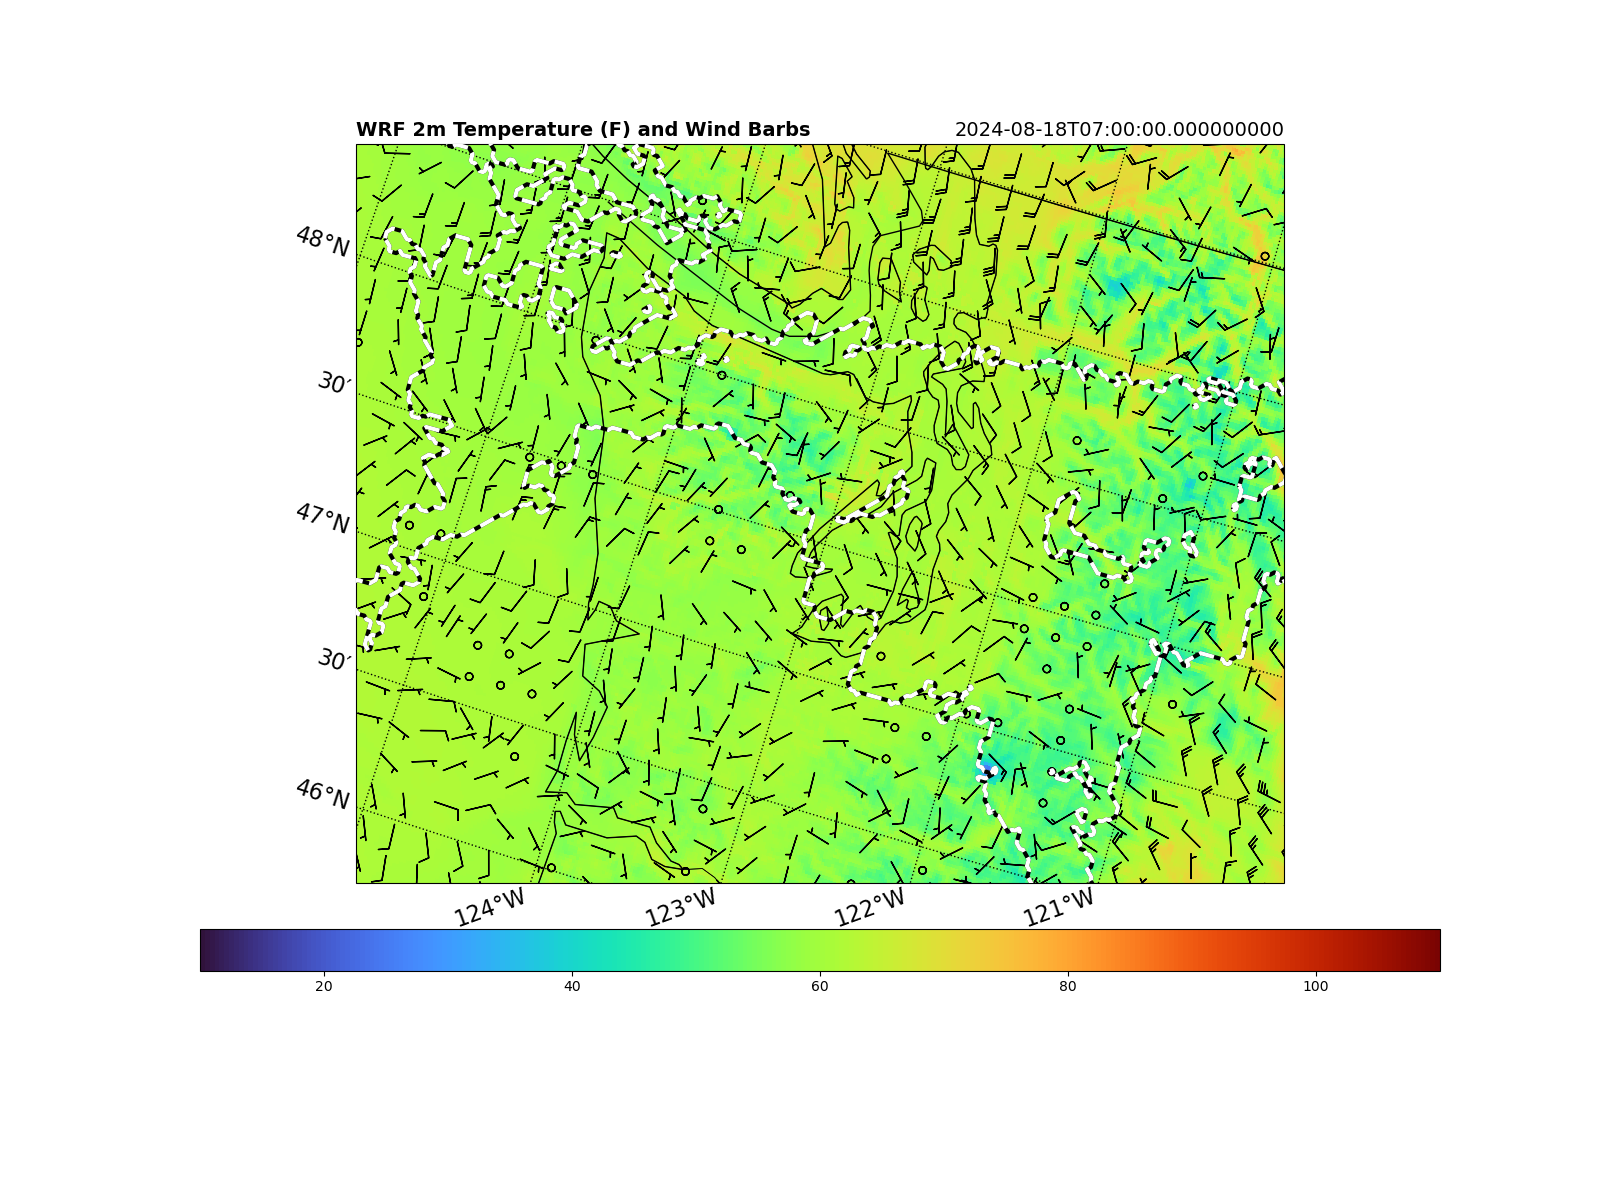 WRF 2m Temperature (F) and Wind Barbs
2024-08-18T07:00:00.000000000
48°N
30′
47°N
30′
46°N
124°W
123°W
122°W
121°W
20
40
60
80
100